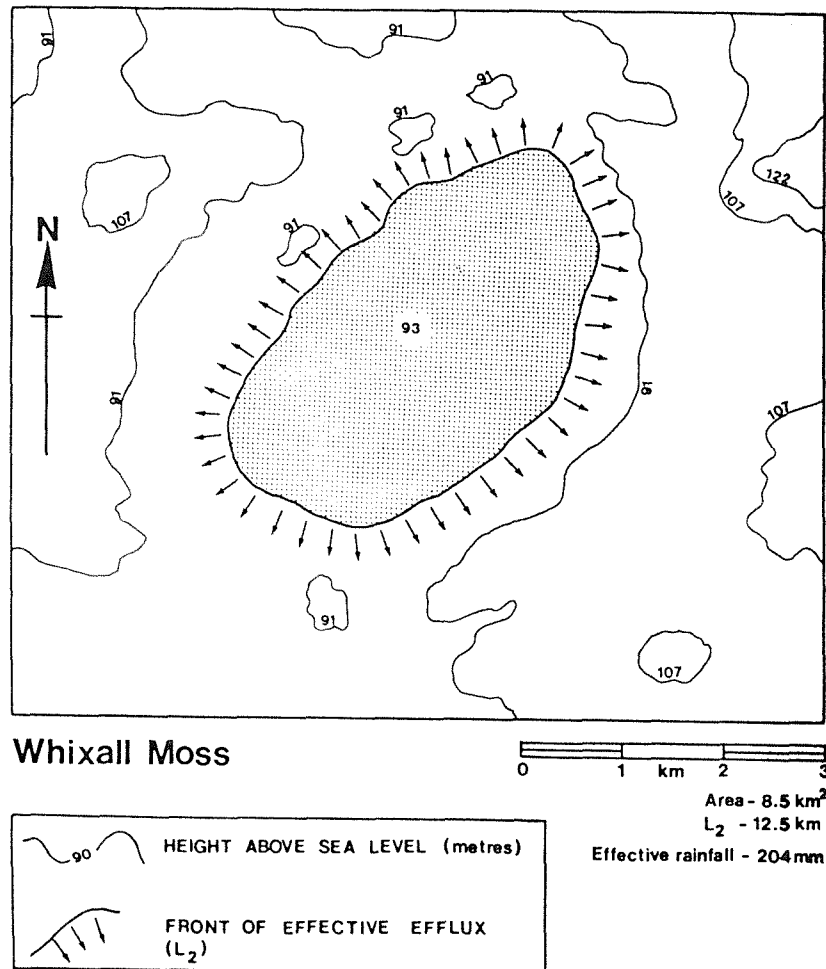 91
91
91
91
122
107
107
N
91
93
91
91
107
91
107
Whixall Moss
0 1 2 3
km
Area - 8.5 km²
L₂ - 12.5 km
Effective rainfall - 204mm
90 HEIGHT ABOVE SEA LEVEL (metres)
FRONT OF EFFECTIVE EFFLUX
(L₂)